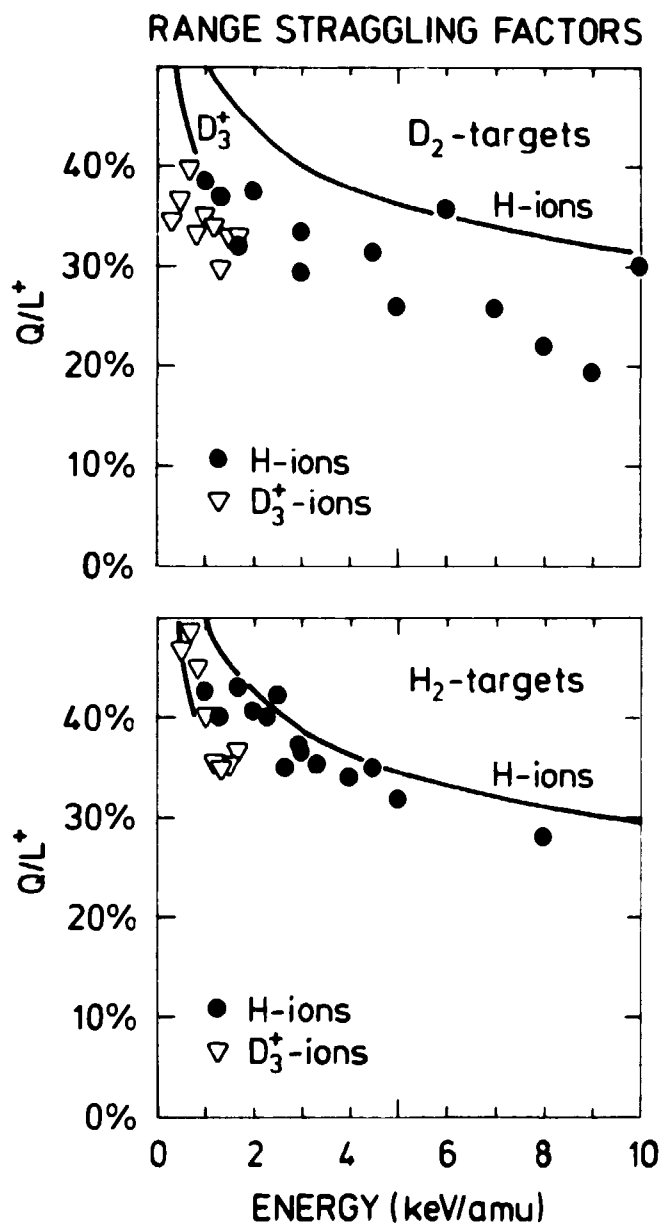 RANGE STRAGGLING FACTORS
D₃⁺
D₂-targets
H-ions
40%
30%
20%
10%
0%
Q/L⁺
● H-ions
▽ D₃⁺-ions
H₂-targets
H-ions
40%
30%
20%
10%
0%
Q/L⁺
● H-ions
▽ D₃⁺-ions
0 2 4 6 8 10
ENERGY (keV/amu)